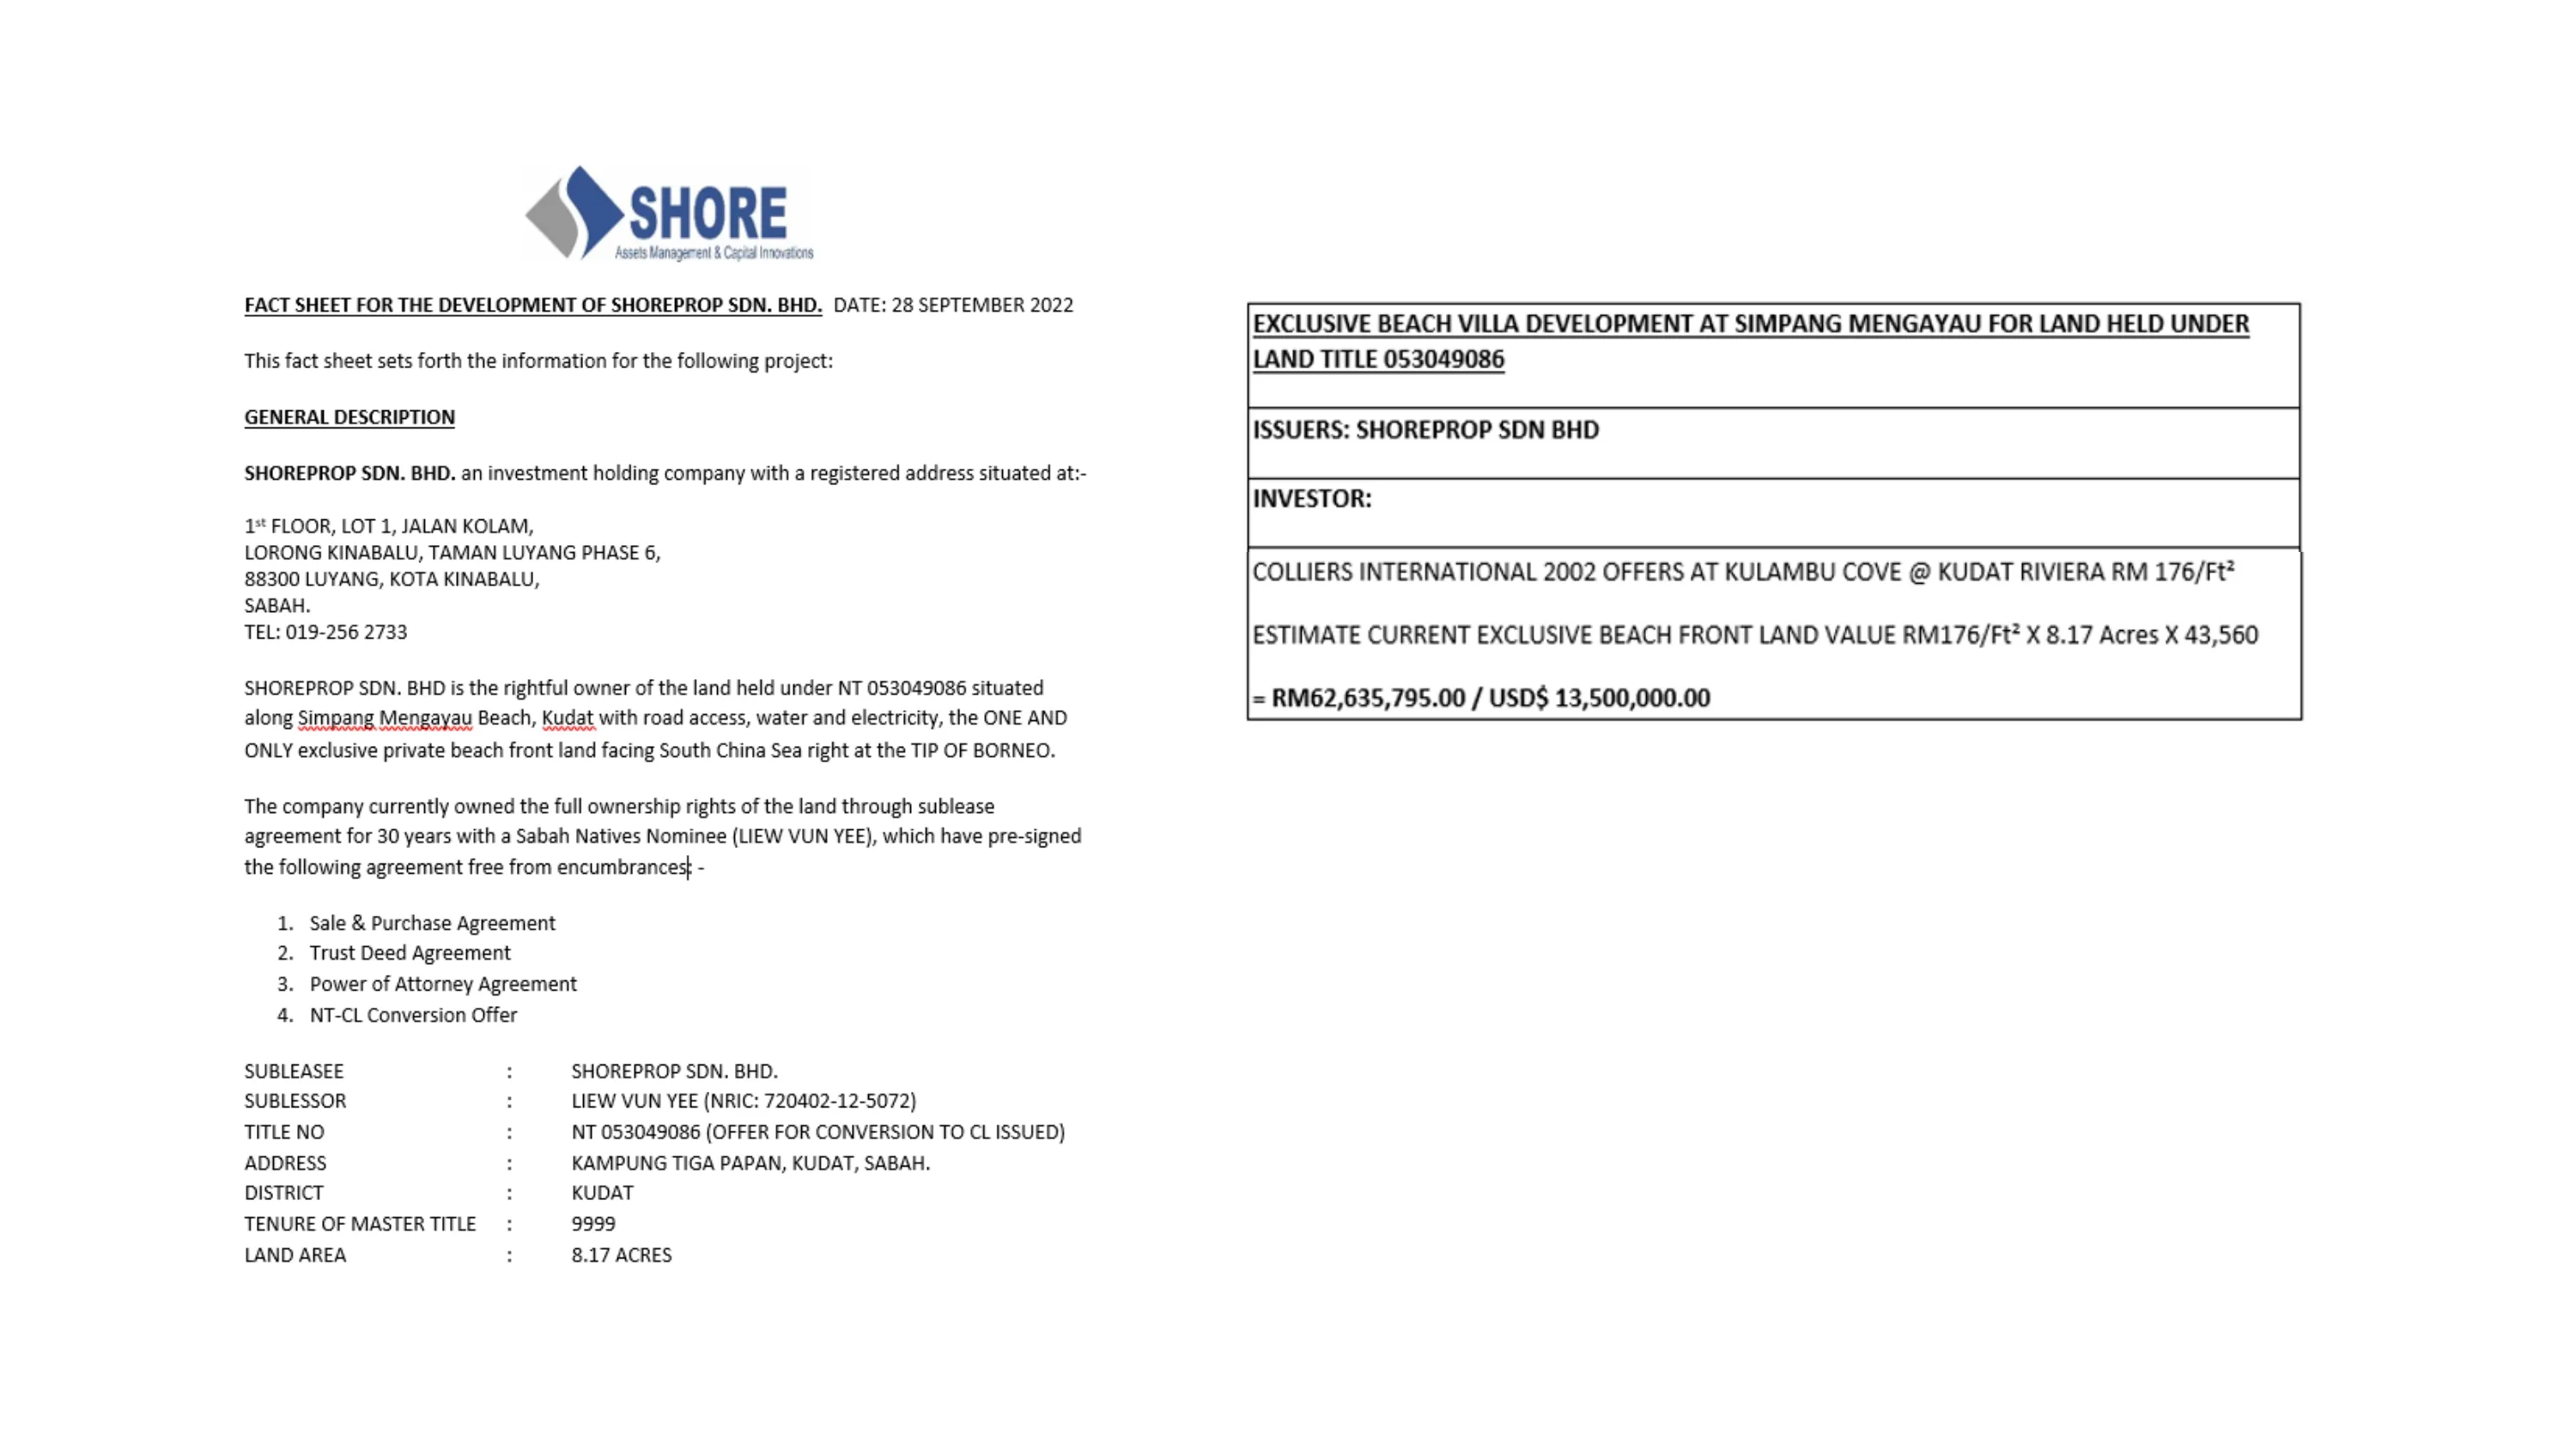 SHORE
Assets Management & Capital Innovations
FACT SHEET FOR THE DEVELOPMENT OF SHOREPROP SDN. BHD. DATE: 28 SEPTEMBER 2022
This fact sheet sets forth the information for the following project:
GENERAL DESCRIPTION
SHOREPROP SDN. BHD. an investment holding company with a registered address situated at:-
1st FLOOR, LOT 1, JALAN KOLAM,
LORONG KINABALU, TAMAN LUYANG PHASE 6,
88300 LUYANG, KOTA KINABALU,
SABAH.
TEL: 019-256 2733
SHOREPROP SDN. BHD is the rightful owner of the land held under NT 053049086 situated
along Simpang Mengayau Beach, Kudat with road access, water and electricity, the ONE AND
ONLY exclusive private beach front land facing South China Sea right at the TIP OF BORNEO.
The company currently owned the full ownership rights of the land through sublease
agreement for 30 years with a Sabah Natives Nominee (LIEW VUN YEE), which have pre-signed
the following agreement free from encumbrances: -
1. Sale & Purchase Agreement
2. Trust Deed Agreement
3. Power of Attorney Agreement
4. NT-CL Conversion Offer
SUBLEASEE : SHOREPROP SDN. BHD.
SUBLESSOR : LIEW VUN YEE (NRIC: 720402-12-5072)
TITLE NO : NT 053049086 (OFFER FOR CONVERSION TO CL ISSUED)
ADDRESS : KAMPUNG TIGA PAPAN, KUDAT, SABAH.
DISTRICT : KUDAT
TENURE OF MASTER TITLE : 9999
LAND AREA : 8.17 ACRES
EXCLUSIVE BEACH VILLA DEVELOPMENT AT SIMPANG MENGAYAU FOR LAND HELD UNDER
LAND TITLE 053049086
ISSUERS: SHOREPROP SDN BHD
INVESTOR:
COLLIERS INTERNATIONAL 2002 OFFERS AT KULAMBU COVE @ KUDAT RIVIERA RM 176/Ft²
ESTIMATE CURRENT EXCLUSIVE BEACH FRONT LAND VALUE RM176/Ft² X 8.17 Acres X 43,560
= RM62,635,795.00 / USD$ 13,500,000.00